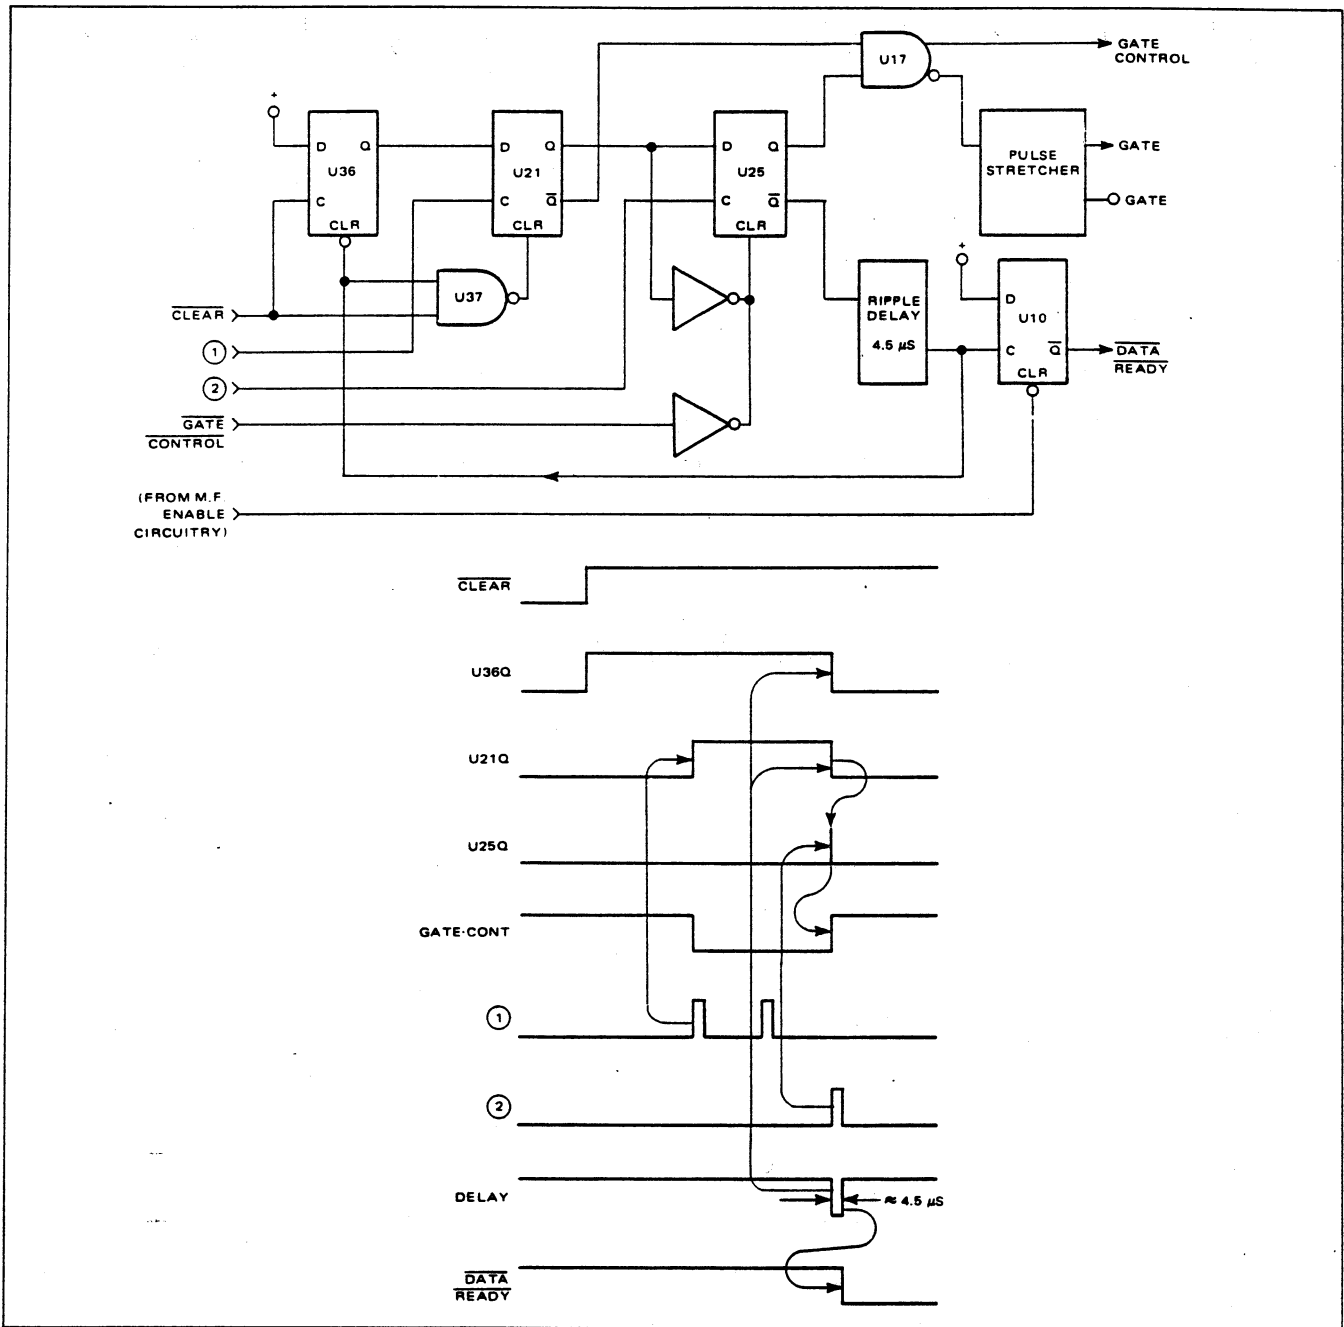 U17
GATE
CONTROL
+
D Q
U36
C
CLR
D Q
U21
C Q̅
CLR
D Q
U25
C Q̅
CLR
PULSE
STRETCHER
GATE
GATE
+
U37
CLEAR
RIPPLE
DELAY
4.5 μS
D
U10
C Q̅
CLR
DATA
READY
1
2
GATE
CONTROL
(FROM M.F.
ENABLE
CIRCUITRY)
CLEAR
U36Q
U21Q
U25Q
GATE-CONT
1
2
DELAY
≈ 4.5 μS
DATA
READY